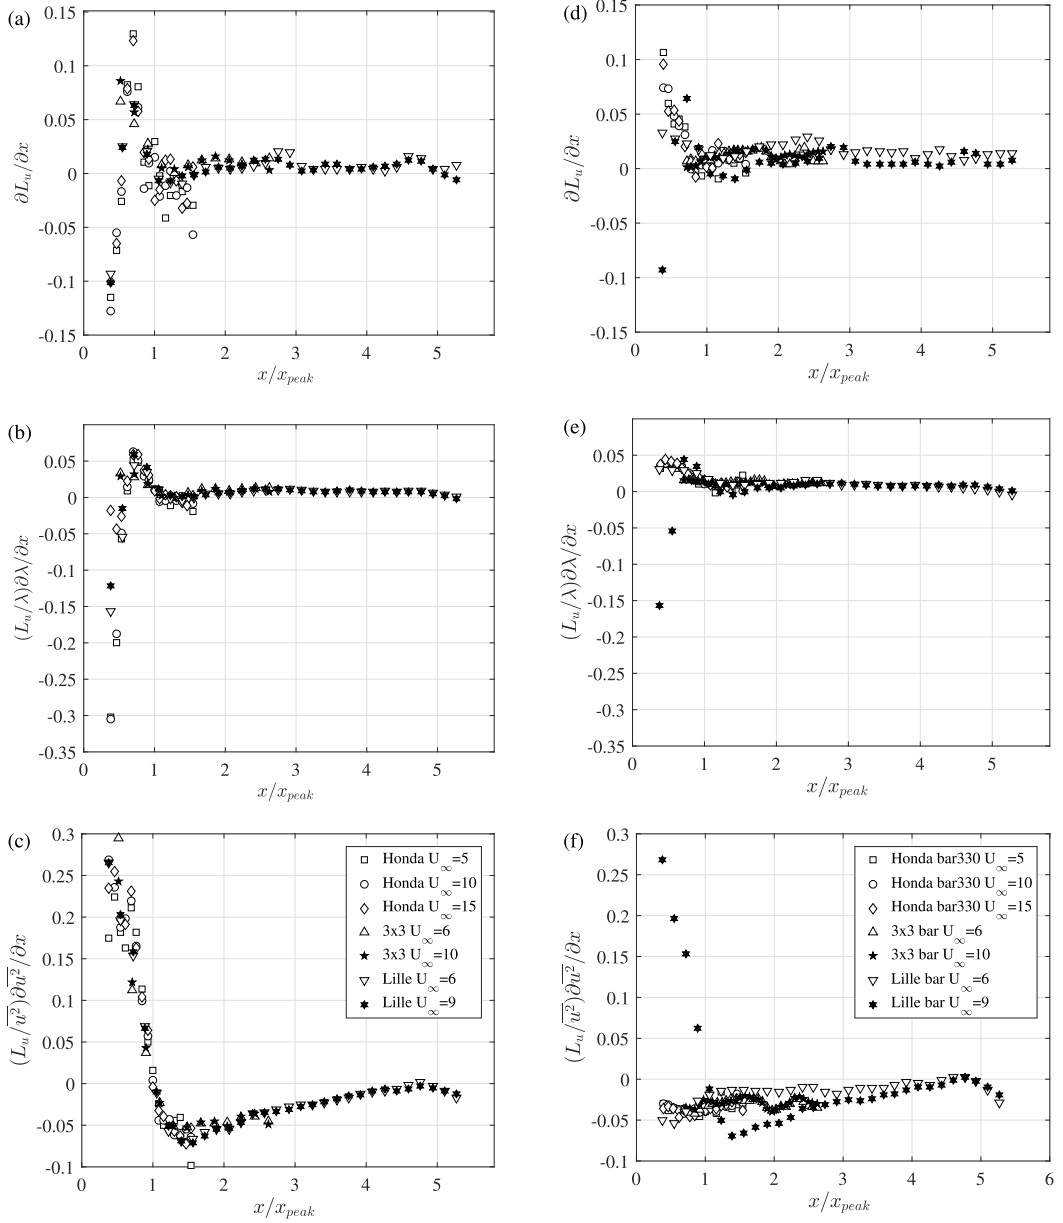 (a)
0.15
0.1
0.05
0
-0.05
-0.1
-0.15
∂L_u/∂x
0 1 2 3 4 5
x/x_peak
(d)
0.15
0.1
0.05
0
-0.05
-0.1
-0.15
∂L_u/∂x
0 1 2 3 4 5
x/x_peak
(b)
0.05
0
-0.05
-0.1
-0.15
-0.2
-0.25
-0.3
-0.35
(L_u/λ)∂λ/∂x
0 1 2 3 4 5
x/x_peak
(e)
0.05
0
-0.05
-0.1
-0.15
-0.2
-0.25
-0.3
-0.35
(L_u/λ)∂λ/∂x
0 1 2 3 4 5
x/x_peak
(c)
0.3
0.25
0.2
0.15
0.1
0.05
0
-0.05
-0.1
(L_u/\overline{u^2})∂\overline{u^2}/∂x
Honda U_∞=5
Honda U_∞=10
Honda U_∞=15
3x3 U_∞=6
3x3 U_∞=10
Lille U_∞=6
Lille U_∞=9
0 1 2 3 4 5
x/x_peak
(f)
0.3
0.25
0.2
0.15
0.1
0.05
0
-0.05
-0.1
(L_u/\overline{u^2})∂\overline{u^2}/∂x
Honda bar330 U_∞=5
Honda bar330 U_∞=10
Honda bar330 U_∞=15
3x3 bar U_∞=6
3x3 bar U_∞=10
Lille bar U_∞=6
Lille bar U_∞=9
0 1 2 3 4 5 6
x/x_peak